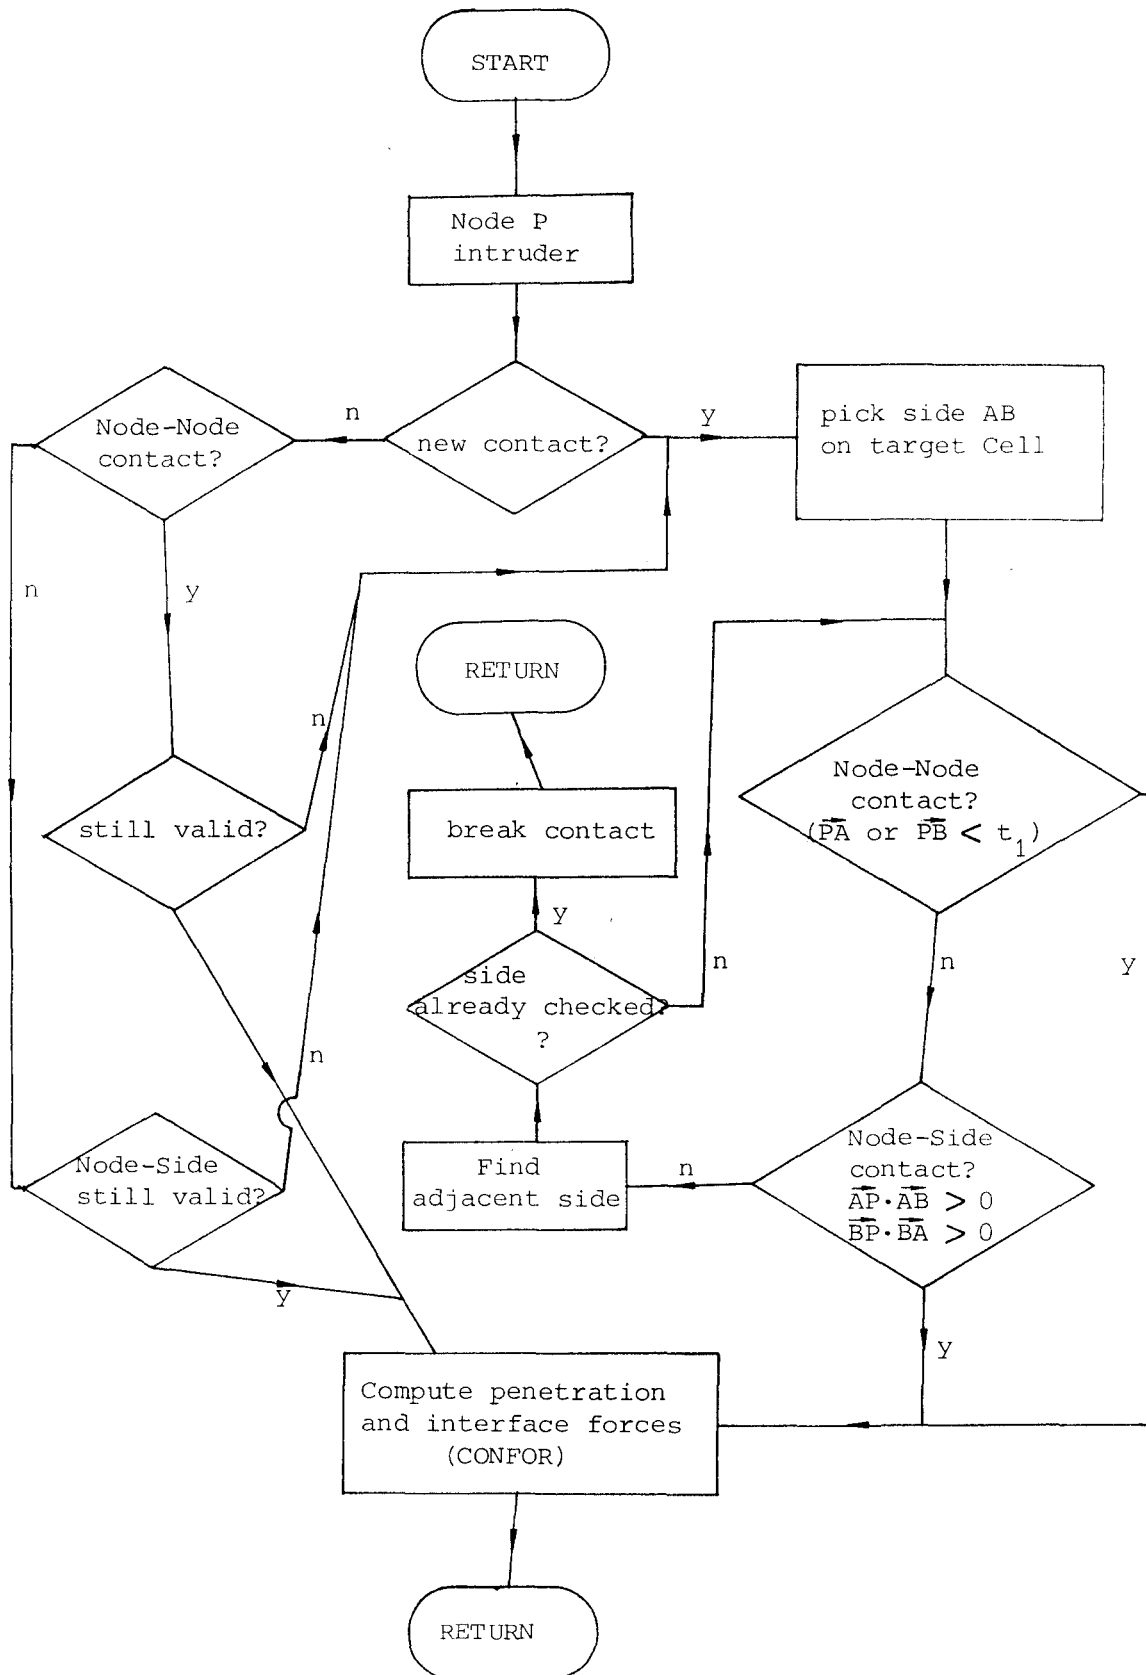 START
Node P
intruder
new contact?
n
y
Node-Node
contact?
pick side AB
on target Cell
n
y
still valid?
n
RETURN
break contact
y
side
already checked?
?
n
Node-Node
contact?
(PA or PB < t1)
n
y
Node-Side
still valid?
n
y
Find
adjacent side
n
Node-Side
contact?
AP·AB > 0
BP·BA > 0
y
Compute penetration
and interface forces
(CONFOR)
RETURN